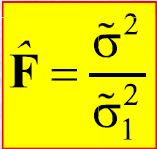 F̂ = σ̃² / σ̃₁²